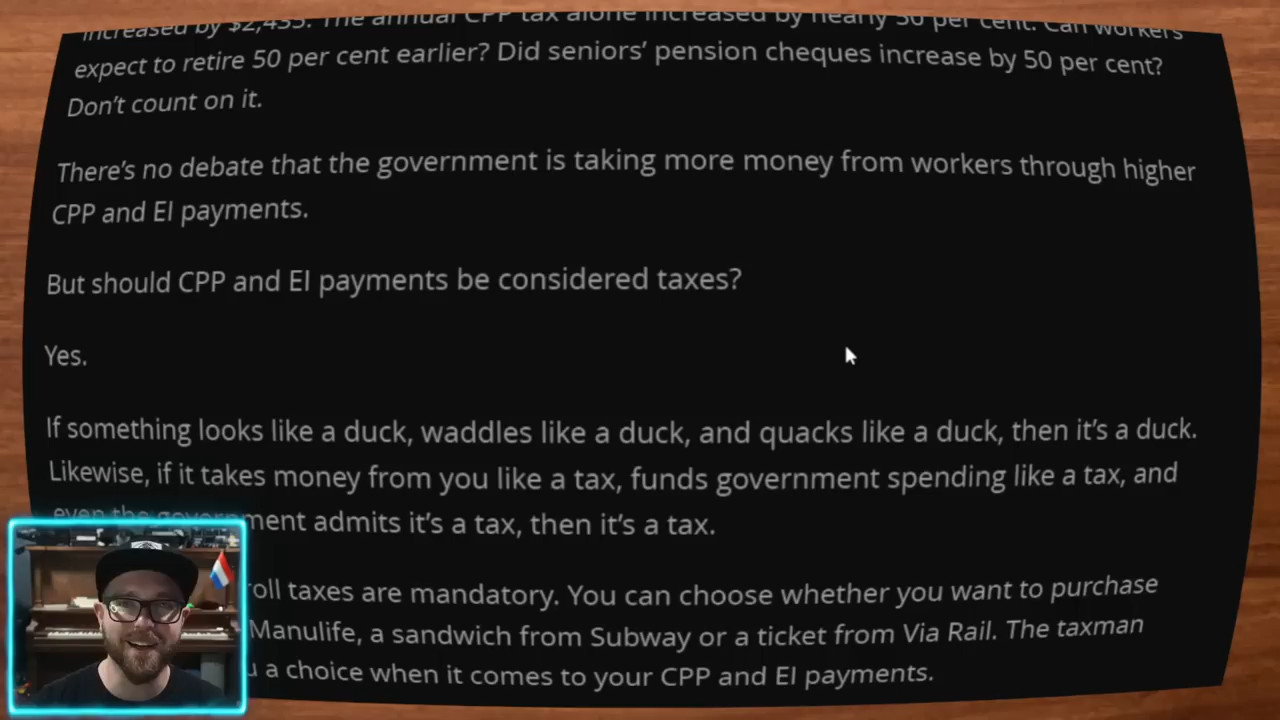 increased by $2,435. The annual CPP tax alone increased by nearly 50 per cent. Can workers
expect to retire 50 per cent earlier? Did seniors’ pension cheques increase by 50 per cent?
Don’t count on it.
There’s no debate that the government is taking more money from workers through higher
CPP and EI payments.
But should CPP and EI payments be considered taxes?
Yes.
If something looks like a duck, waddles like a duck, and quacks like a duck, then it’s a duck.
Likewise, if it takes money from you like a tax, funds government spending like a tax, and
even the government admits it’s a tax, then it’s a tax.
roll taxes are mandatory. You can choose whether you want to purchase
Manulife, a sandwich from Subway or a ticket from Via Rail. The taxman
a choice when it comes to your CPP and EI payments.